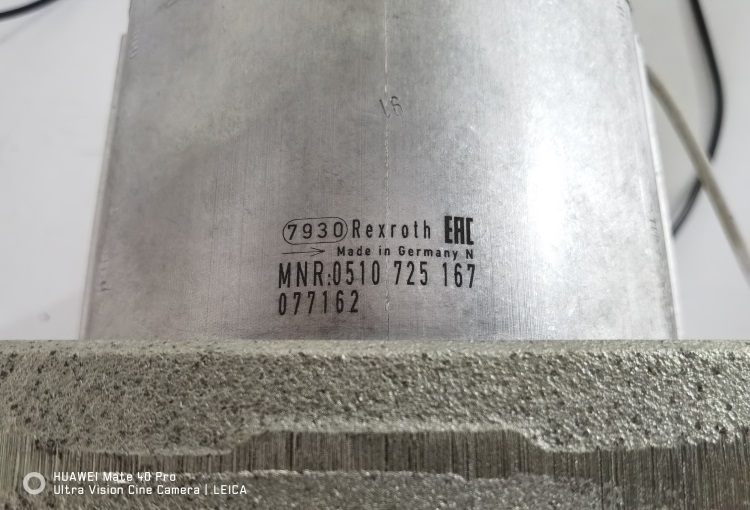 16
7930 Rexroth EAC
Made in Germany N
MNR:0510 725 167
077162
HUAWEI Mate 40 Pro
Ultra Vision Cine Camera | LEICA